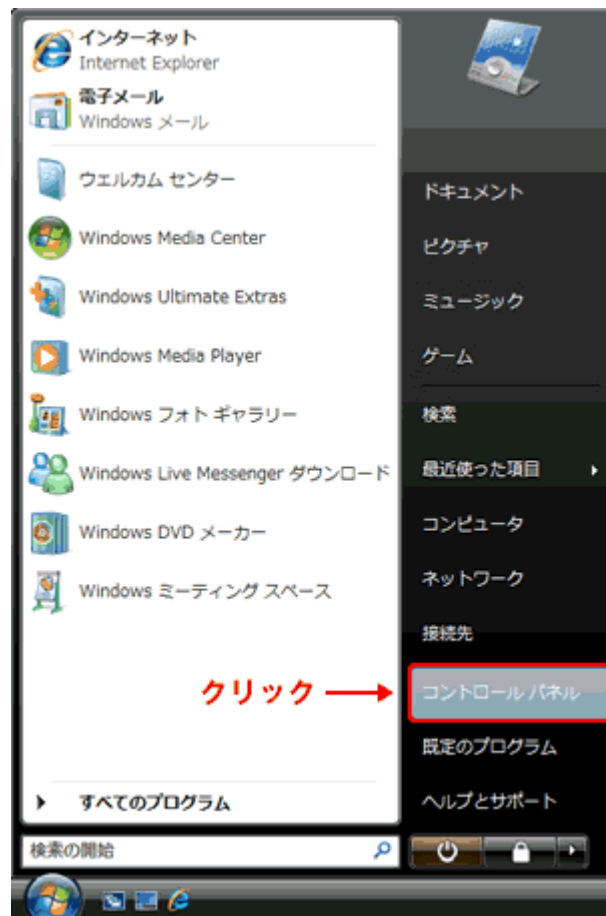 インターネット
Internet Explorer
電子メール
Windows メール
ウェルカム センター
Windows Media Center
Windows Ultimate Extras
Windows Media Player
Windows フォト ギャラリー
Windows Live Messenger ダウンロード
Windows DVD メーカー
Windows ミーティング スペース
クリック
すべてのプログラム
検索の開始
ドキュメント
ピクチャ
ミュージック
ゲーム
検索
最近使った項目
コンピュータ
ネットワーク
接続先
コントロール パネル
既定のプログラム
ヘルプとサポート